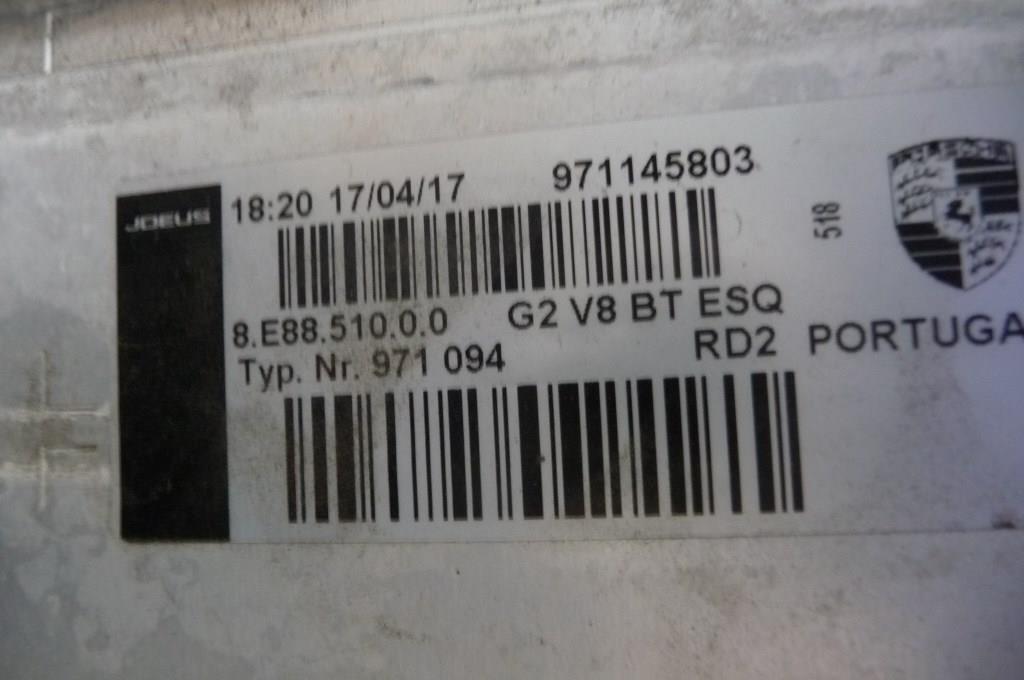 JDEUS
18:20 17/04/17 971145803
518
PORSCHE
8.E88.510.0.0 G2 V8 BT ESQ
Typ. Nr. 971 094 RD2 PORTUGA